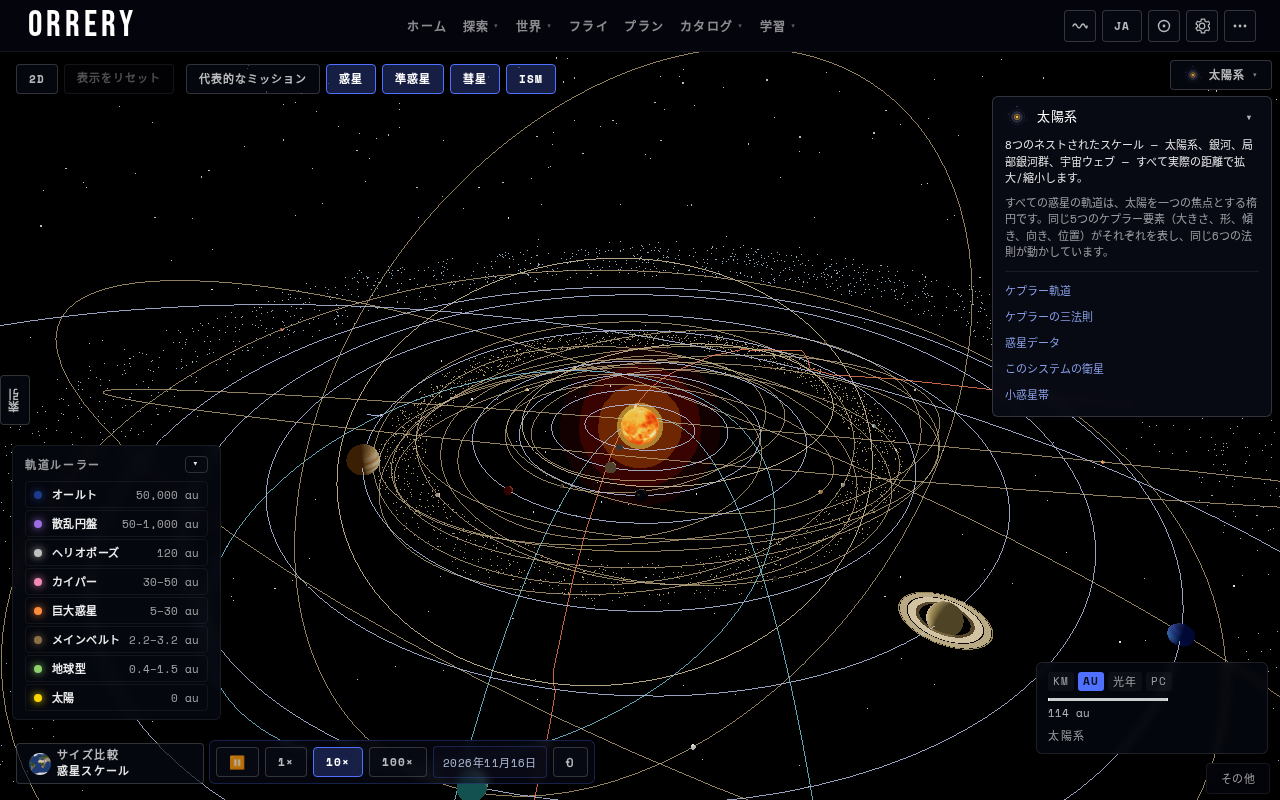 ORRERY
ホーム
探索
世界
フライ
プラン
カタログ
学習
JA
2D
表示をリセット
代表的なミッション
惑星
準惑星
彗星
ISM
太陽系
太陽系
8つのネストされたスケール — 太陽系、銀河、局
部銀河群、宇宙ウェブ — すべて実際の距離で拡
大/縮小します。
すべての惑星の軌道は、太陽を一つの焦点とする楕
円です。同じ5つのケプラー要素（大きさ、形、傾
き、向き、位置）がそれぞれを表し、同じ6つの法
則が動かしています。
ケプラー軌道
ケプラーの三法則
惑星データ
このシステムの衛星
小惑星帯
表示
軌道ルーラー
オールト 50,000 au
散乱円盤 50–1,000 au
ヘリオポーズ 120 au
カイパー 30–50 au
巨大惑星 5–30 au
メインベルト 2.2–3.2 au
地球型 0.4–1.5 au
太陽 0 au
サイズ比較
惑星スケール
1×
10×
100×
2026年11月16日
KM
AU
光年
PC
114 au
太陽系
その他